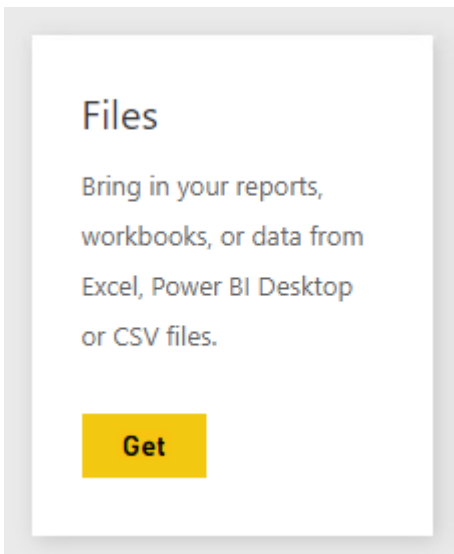 Files
Bring in your reports,
workbooks, or data from
Excel, Power BI Desktop
or CSV files.
Get